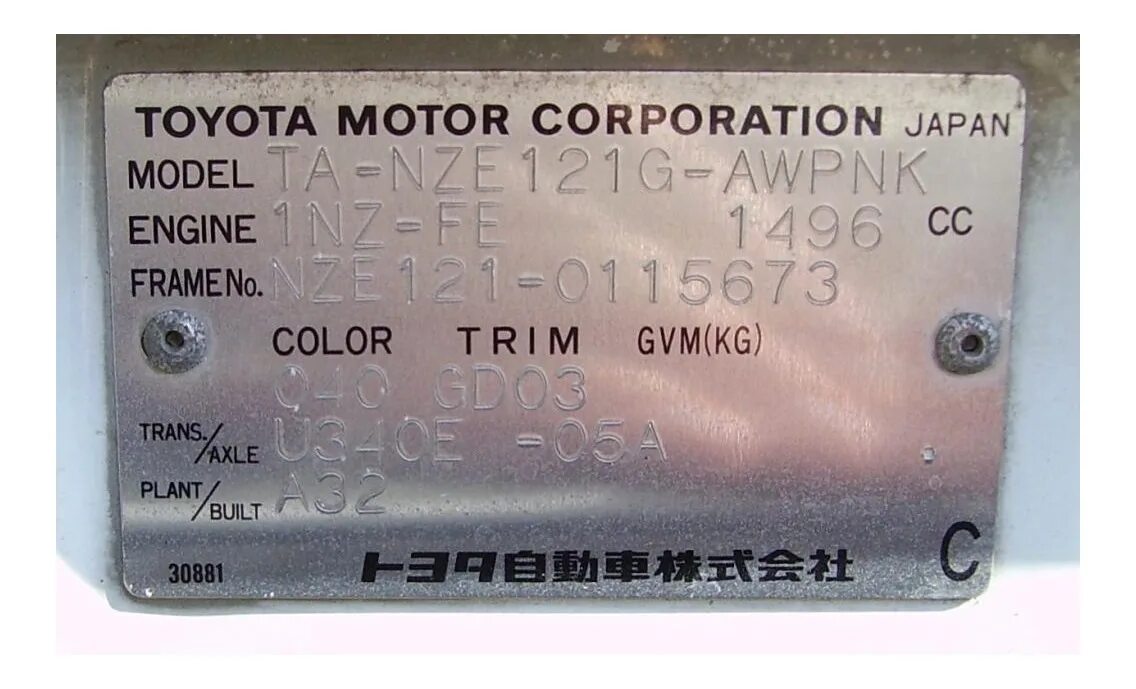 TOYOTA MOTOR CORPORATION JAPAN
MODEL TA-NZE121G-AWPNK
ENGINE 1NZ-FE 1496 CC
FRAME No. NZE121-0115673
COLOR TRIM GVM(KG)
040 GD03
TRANS./AXLE U340E -05A
PLANT/BUILT A32
30881 トヨタ自動車株式会社 C